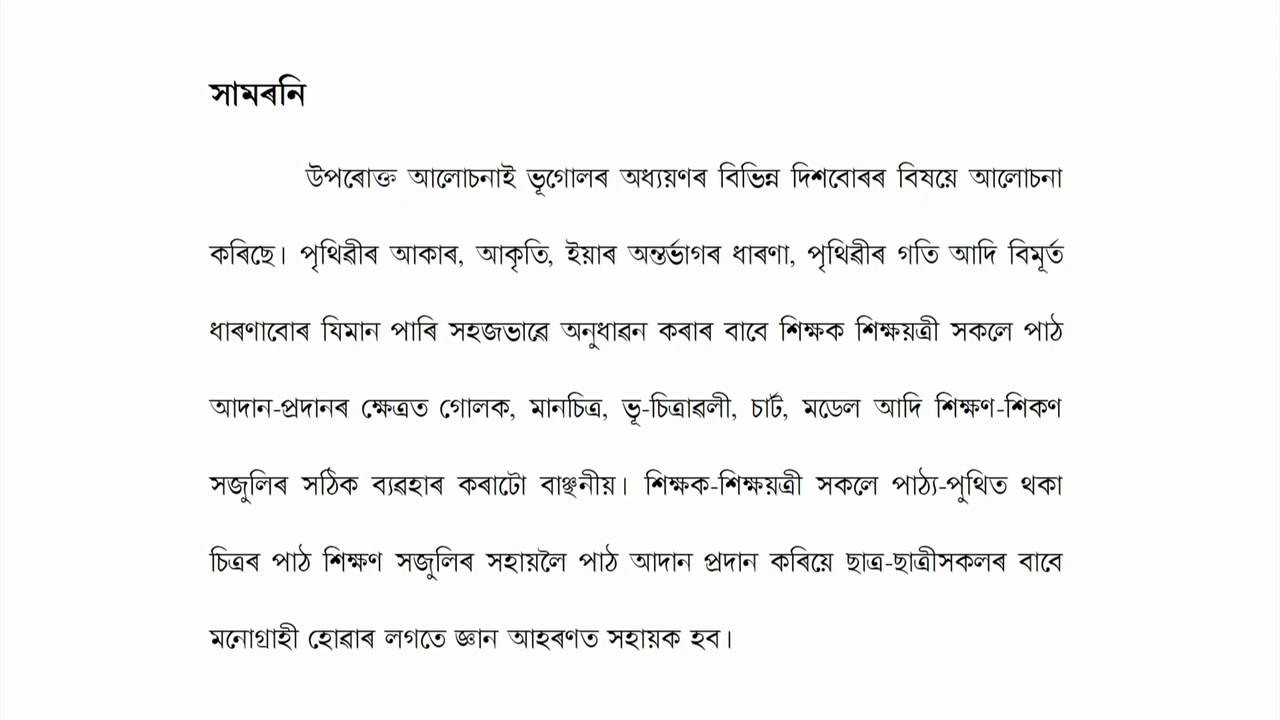 সামৰনি
উপৰোক্ত আলোচনাই ভূগোলৰ অধ্যয়ণৰ বিভিন্ন দিশবোৰৰ বিষয়ে আলোচনা
কৰিছে। পৃথিৱীৰ আকাৰ, আকৃতি, ইয়াৰ অন্তৰ্ভাগৰ ধাৰণা, পৃথিৱীৰ গতি আদি বিমূৰ্ত
ধাৰণাবোৰ যিমান পাৰি সহজভাৱে অনুধাৱন কৰাৰ বাবে শিক্ষক শিক্ষয়ত্ৰী সকলে পাঠ
আদান-প্ৰদানৰ ক্ষেত্ৰত গোলক, মানচিত্ৰ, ভূ-চিত্ৰাৱলী, চাৰ্ট, মডেল আদি শিক্ষণ-শিকণ
সজুলিৰ সঠিক ব্যৱহাৰ কৰাটো বাঞ্ছনীয়। শিক্ষক-শিক্ষয়ত্ৰী সকলে পাঠ্য-পুথিত থকা
চিত্ৰৰ পাঠ শিক্ষণ সজুলিৰ সহায়লৈ পাঠ আদান প্ৰদান কৰিয়ে ছাত্ৰ-ছাত্ৰীসকলৰ বাবে
মনোগ্ৰাহী হোৱাৰ লগতে জ্ঞান আহৰণত সহায়ক হব।